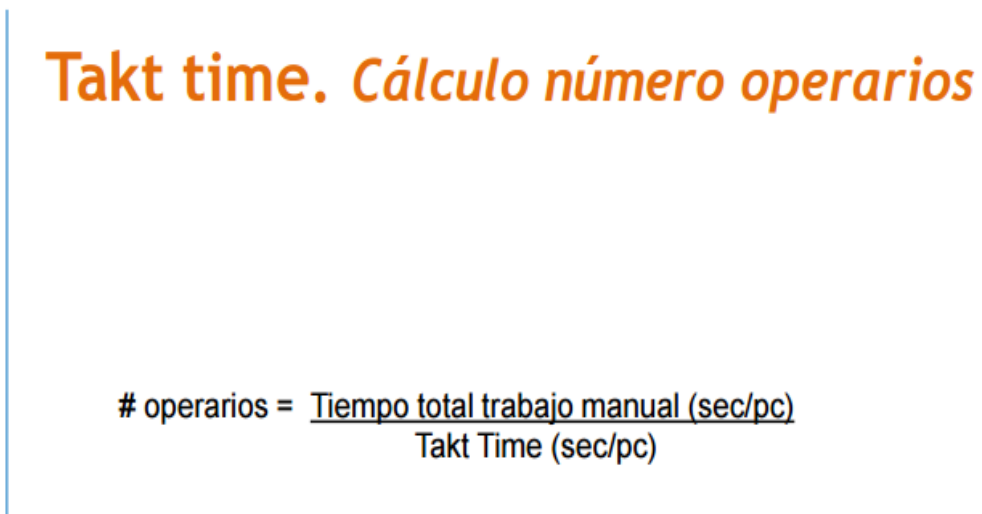 Takt time. Cálculo número operarios
# operarios = Tiempo total trabajo manual (sec/pc)
Takt Time (sec/pc)